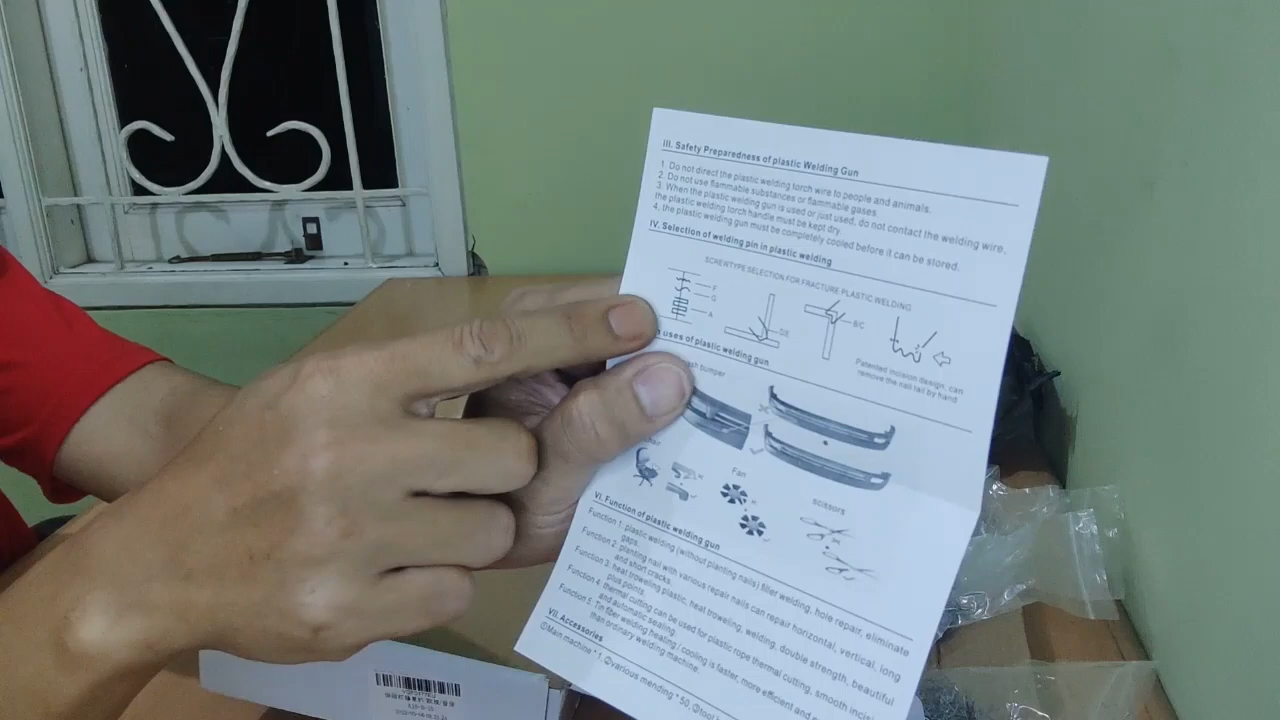 III. Safety Preparedness of plastic Welding Gun
1. Do not direct the plastic welding torch wire to people and animals.
2. Do not use flammable substances or flammable gases
3. When the plastic welding gun is used or just used, do not contact the welding wire,
the plastic welding torch handle must be kept dry.
4. the plastic welding gun must be completely cooled before it can be stored.
IV. Selection of welding pin in plastic welding
SCREWTYPE SELECTION FOR FRACTURE PLASTIC WELDING
F
G
A
D/E
B/C
Patented incision design, can
remove the nail tail by hand
uses of plastic welding gun
bumper
Fan
scissors
VI. Function of plastic welding gun
Function 1: plastic welding (without planting nails) filler welding, hole repair, eliminate
gaps.
Function 2: planting nail with various repair nails can repair horizontal, vertical, long
and short cracks.
Function 3: heat troweling plastic, heat troweling, welding, double strength, beautiful
plus points.
Function 4: thermal cutting can be used for plastic rope thermal cutting, smooth
and automatic sealing.
Function 5: Tin fiber welding heating / cooling is faster, more efficient and
than ordinary welding machine.
VII. Accessories
①Main machine * 1, ②various mending * 50,